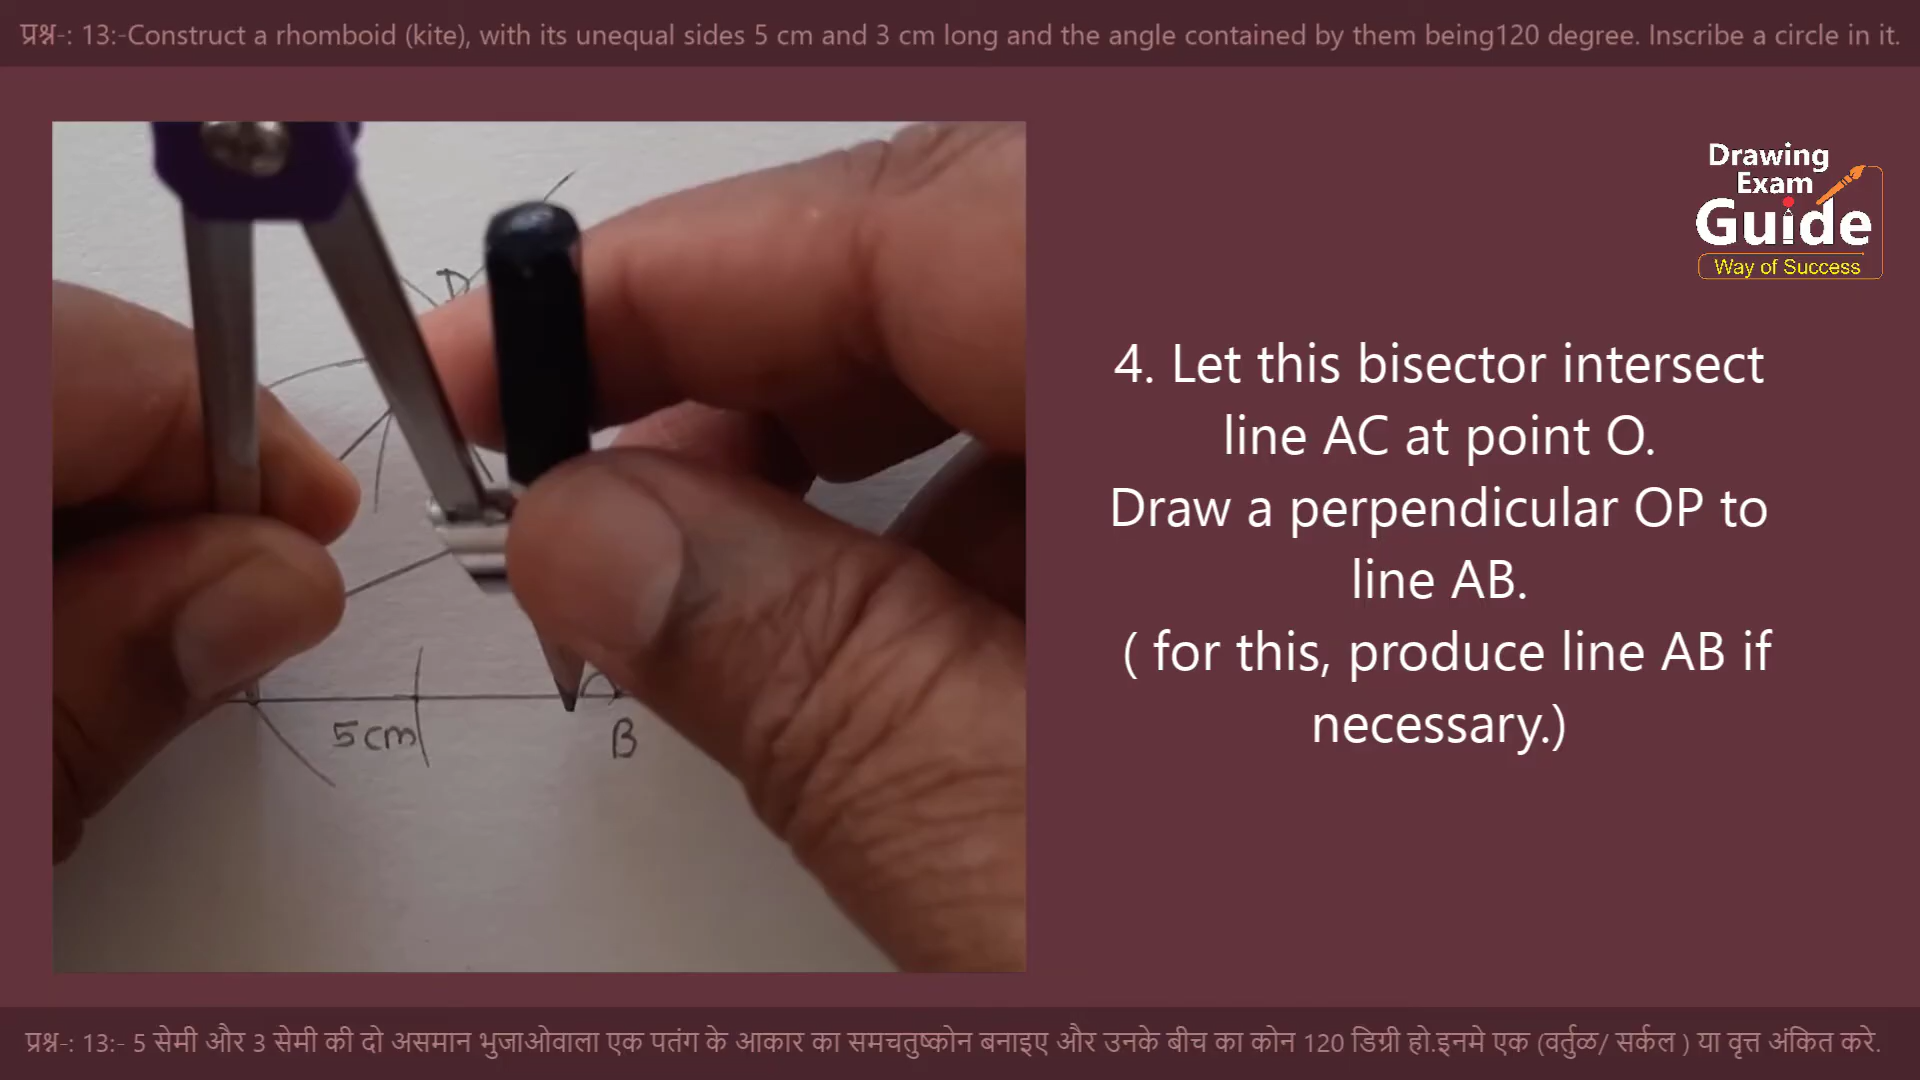 प्रश्न-: 13:-Construct a rhomboid (kite), with its unequal sides 5 cm and 3 cm long and the angle contained by them being120 degree. Inscribe a circle in it.
Drawing
Exam
Guide
Way of Success
D
5cm
B
4. Let this bisector intersect
line AC at point O.
Draw a perpendicular OP to
line AB.
( for this, produce line AB if
necessary.)
प्रश्न-: 13:- 5 सेमी और 3 सेमी की दो असमान भुजाओवाला एक पतंग के आकार का समचतुष्कोन बनाइए और उनके बीच का कोन 120 डिग्री हो.इनमे एक (वर्तुळ/ सर्कल ) या वृत्त अंकित करे.